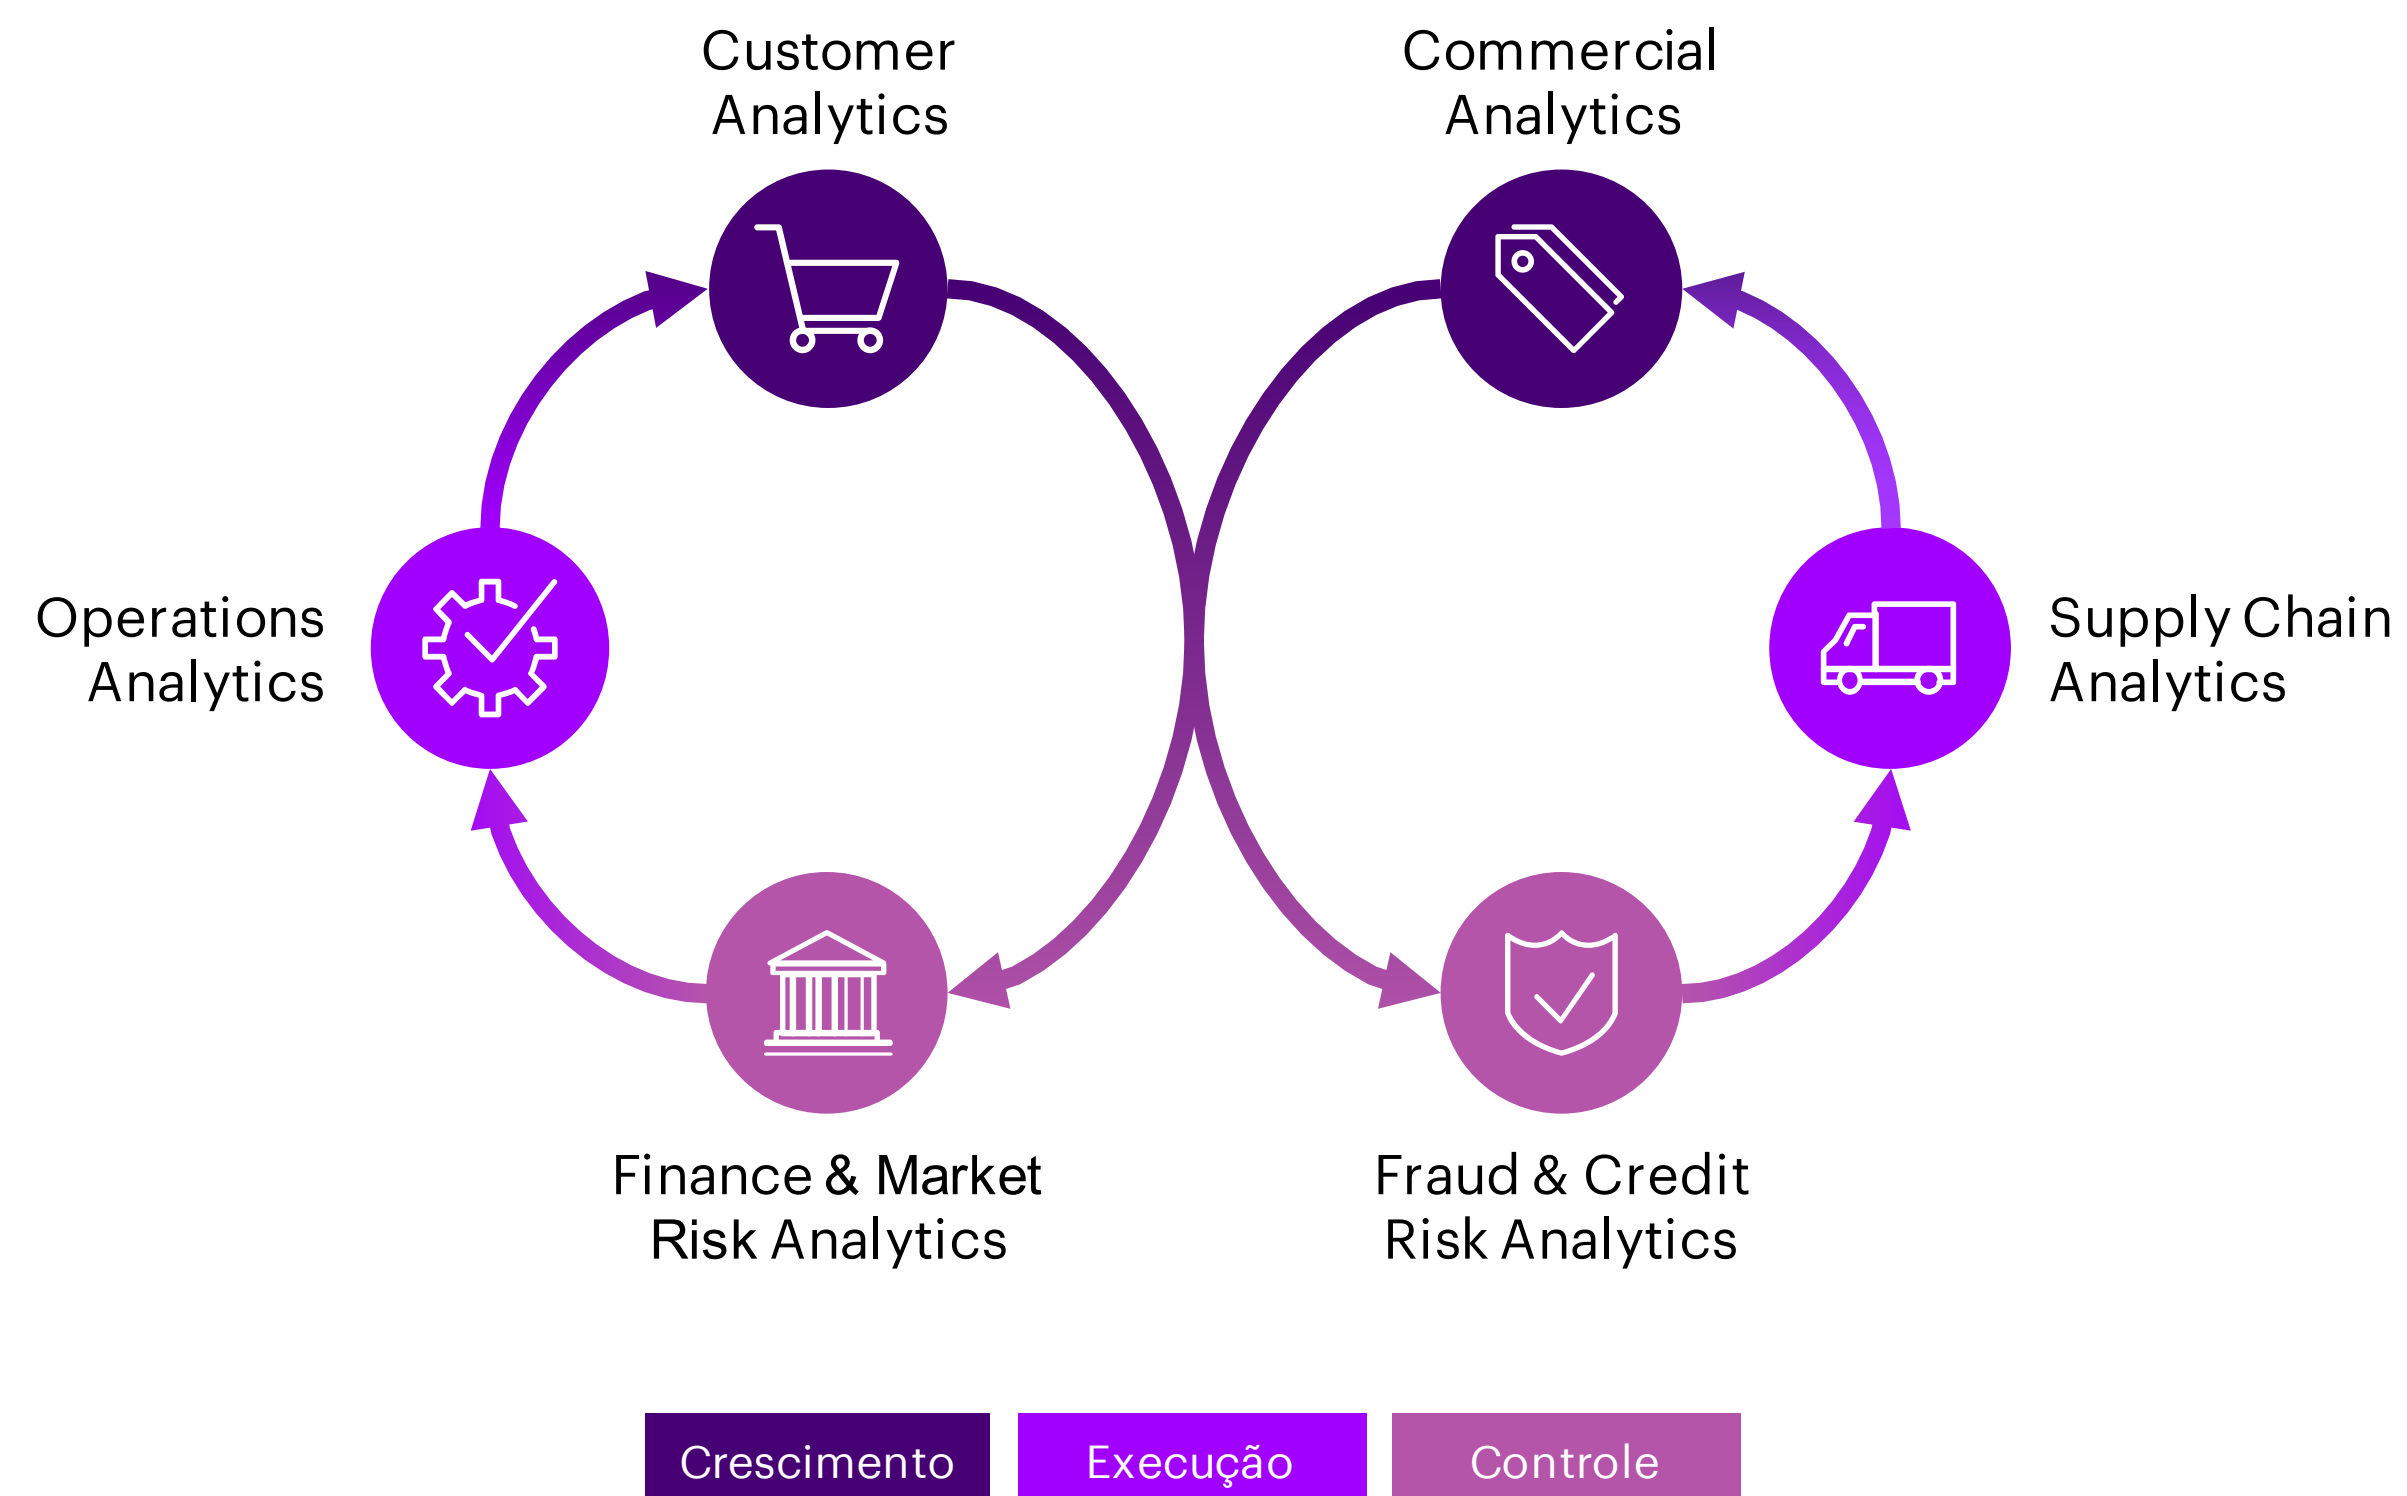 Customer
Analytics
Commercial
Analytics
Operations
Analytics
Supply Chain
Analytics
Finance & Market
Risk Analytics
Fraud & Credit
Risk Analytics
Crescimento
Execução
Controle